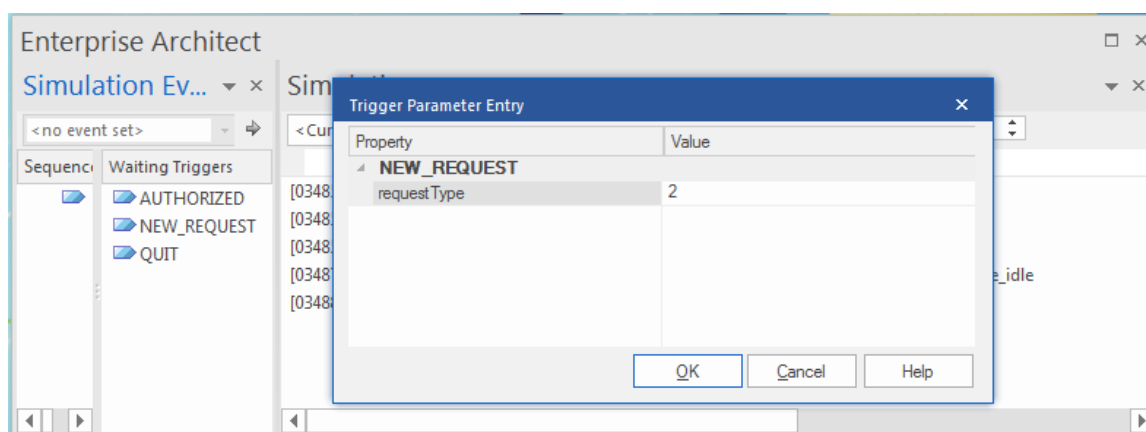 Enterprise Architect
Simulation Ev...
<no event set>
Sequence
Waiting Triggers
AUTHORIZED
NEW_REQUEST
QUIT
Sim
<Cur
[0348
[0348
[0348
[0348
e_idle
[0348
Trigger Parameter Entry
Property Value
NEW_REQUEST
requestType 2
OK Cancel Help